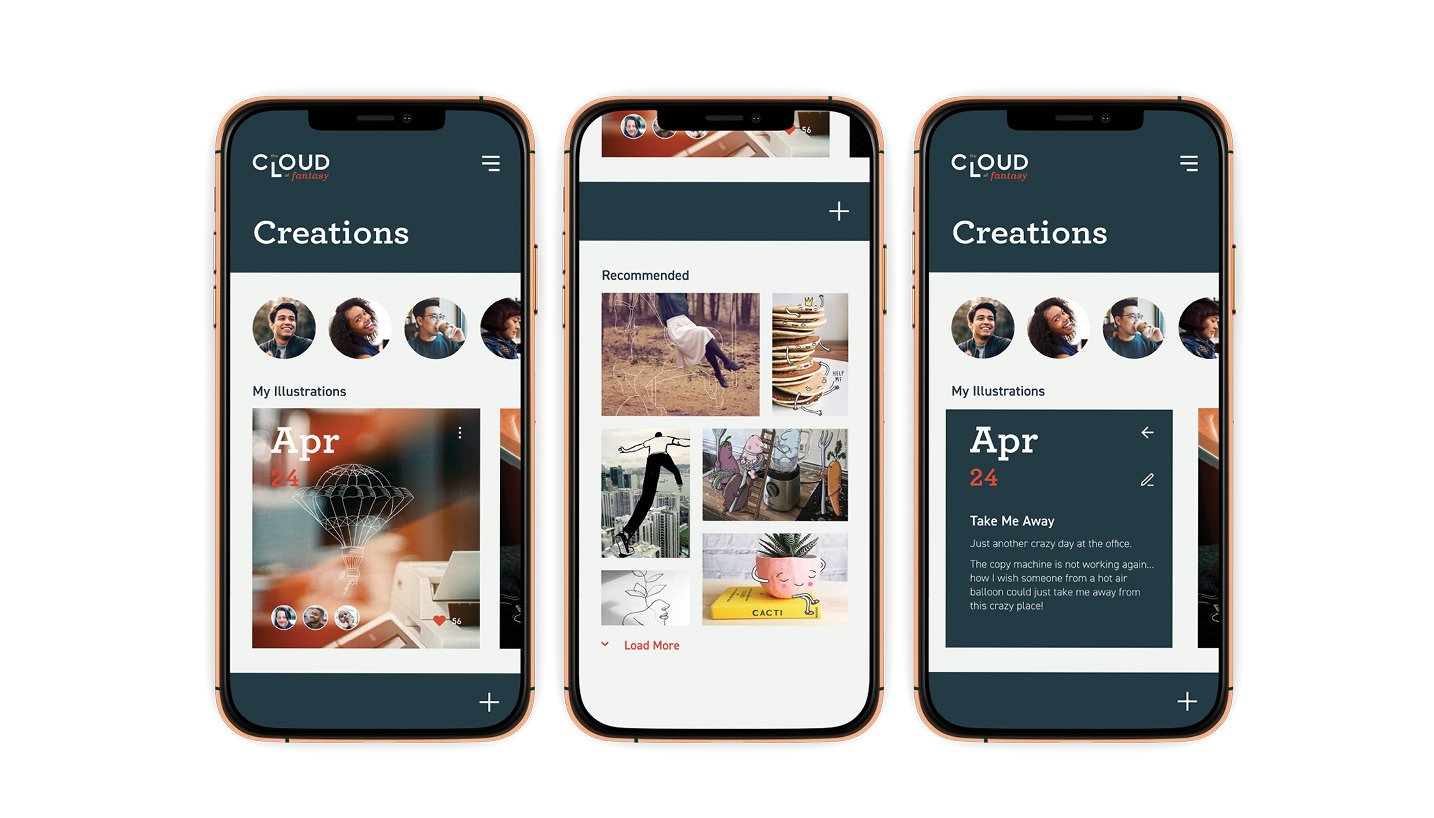 the
CLOUD
of fantasy
Creations
My Illustrations
Apr
24
56
56
Recommended
HELP
ME
CACTI
Load More
the
CLOUD
of fantasy
Creations
My Illustrations
Apr
24
Take Me Away
Just another crazy day at the office.
The copy machine is not working again...
how I wish someone from a hot air
balloon could just take me away from
this crazy place!